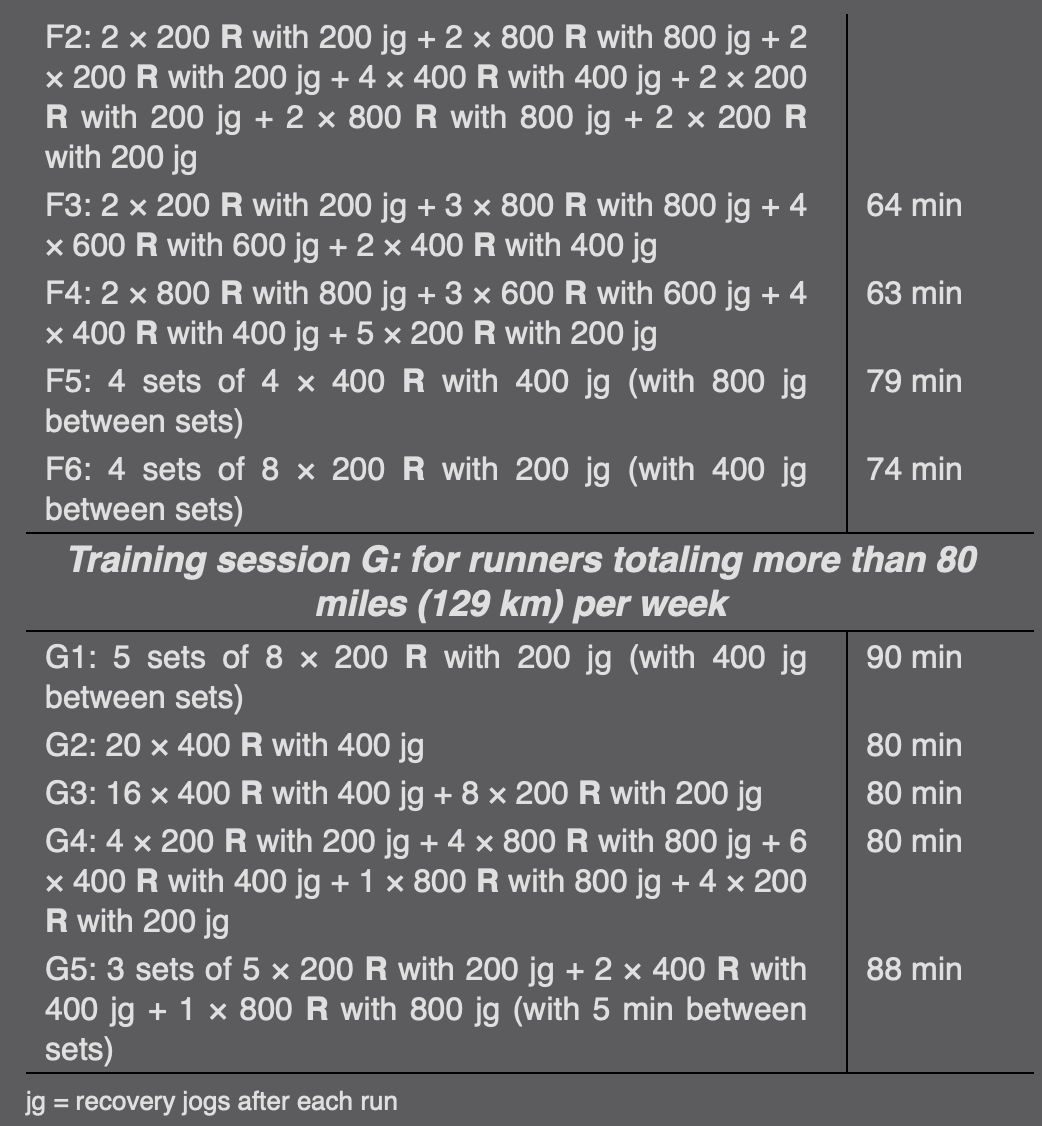 F2: 2 × 200 R with 200 jg + 2 × 800 R with 800 jg + 2
× 200 R with 200 jg + 4 × 400 R with 400 jg + 2 × 200
R with 200 jg + 2 × 800 R with 800 jg + 2 × 200 R
with 200 jg
F3: 2 × 200 R with 200 jg + 3 × 800 R with 800 jg + 4 64 min
× 600 R with 600 jg + 2 × 400 R with 400 jg
F4: 2 × 800 R with 800 jg + 3 × 600 R with 600 jg + 4 63 min
× 400 R with 400 jg + 5 × 200 R with 200 jg
F5: 4 sets of 4 × 400 R with 400 jg (with 800 jg 79 min
between sets)
F6: 4 sets of 8 × 200 R with 200 jg (with 400 jg 74 min
between sets)
Training session G: for runners totaling more than 80
miles (129 km) per week
G1: 5 sets of 8 × 200 R with 200 jg (with 400 jg 90 min
between sets)
G2: 20 × 400 R with 400 jg 80 min
G3: 16 × 400 R with 400 jg + 8 × 200 R with 200 jg 80 min
G4: 4 × 200 R with 200 jg + 4 × 800 R with 800 jg + 6 80 min
× 400 R with 400 jg + 1 × 800 R with 800 jg + 4 × 200
R with 200 jg
G5: 3 sets of 5 × 200 R with 200 jg + 2 × 400 R with 88 min
400 jg + 1 × 800 R with 800 jg (with 5 min between
sets)
jg = recovery jogs after each run